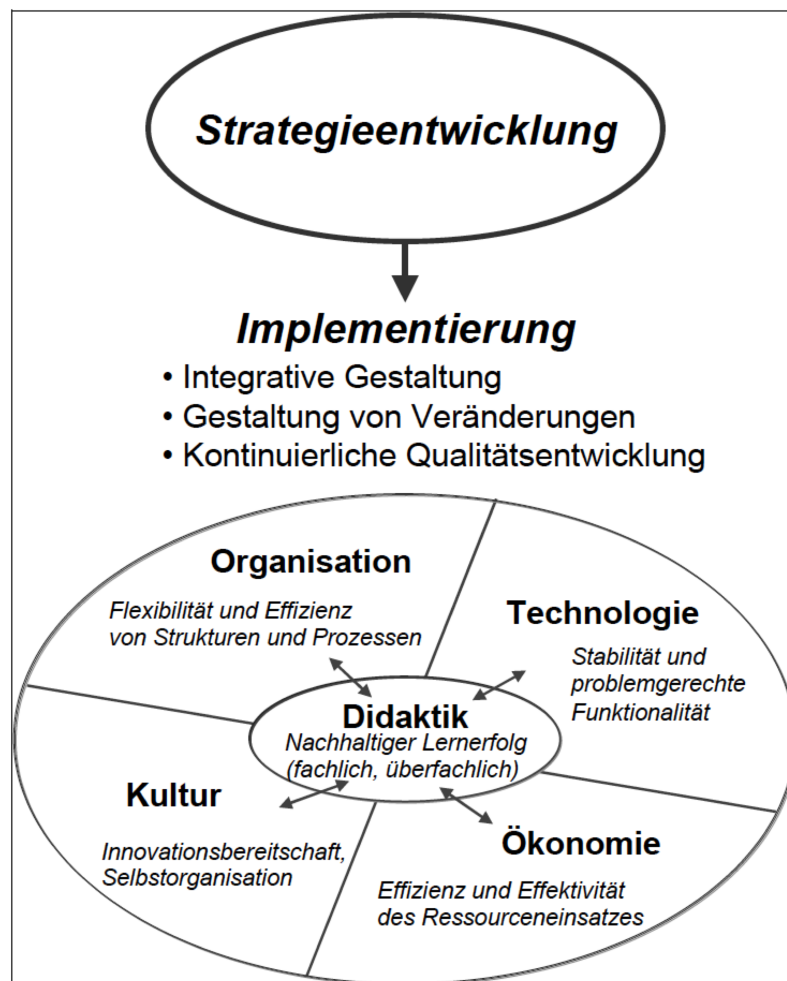 Strategieentwicklung
Implementierung
• Integrative Gestaltung
• Gestaltung von Veränderungen
• Kontinuierliche Qualitätsentwicklung
Organisation
Flexibilität und Effizienz
von Strukturen und Prozessen
Technologie
Stabilität und
problemgerechte
Funktionalität
Didaktik
Nachhaltiger Lernerfolg
(fachlich, überfachlich)
Kultur
Innovationsbereitschaft,
Selbstorganisation
Ökonomie
Effizienz und Effektivität
des Ressourceneinsatzes